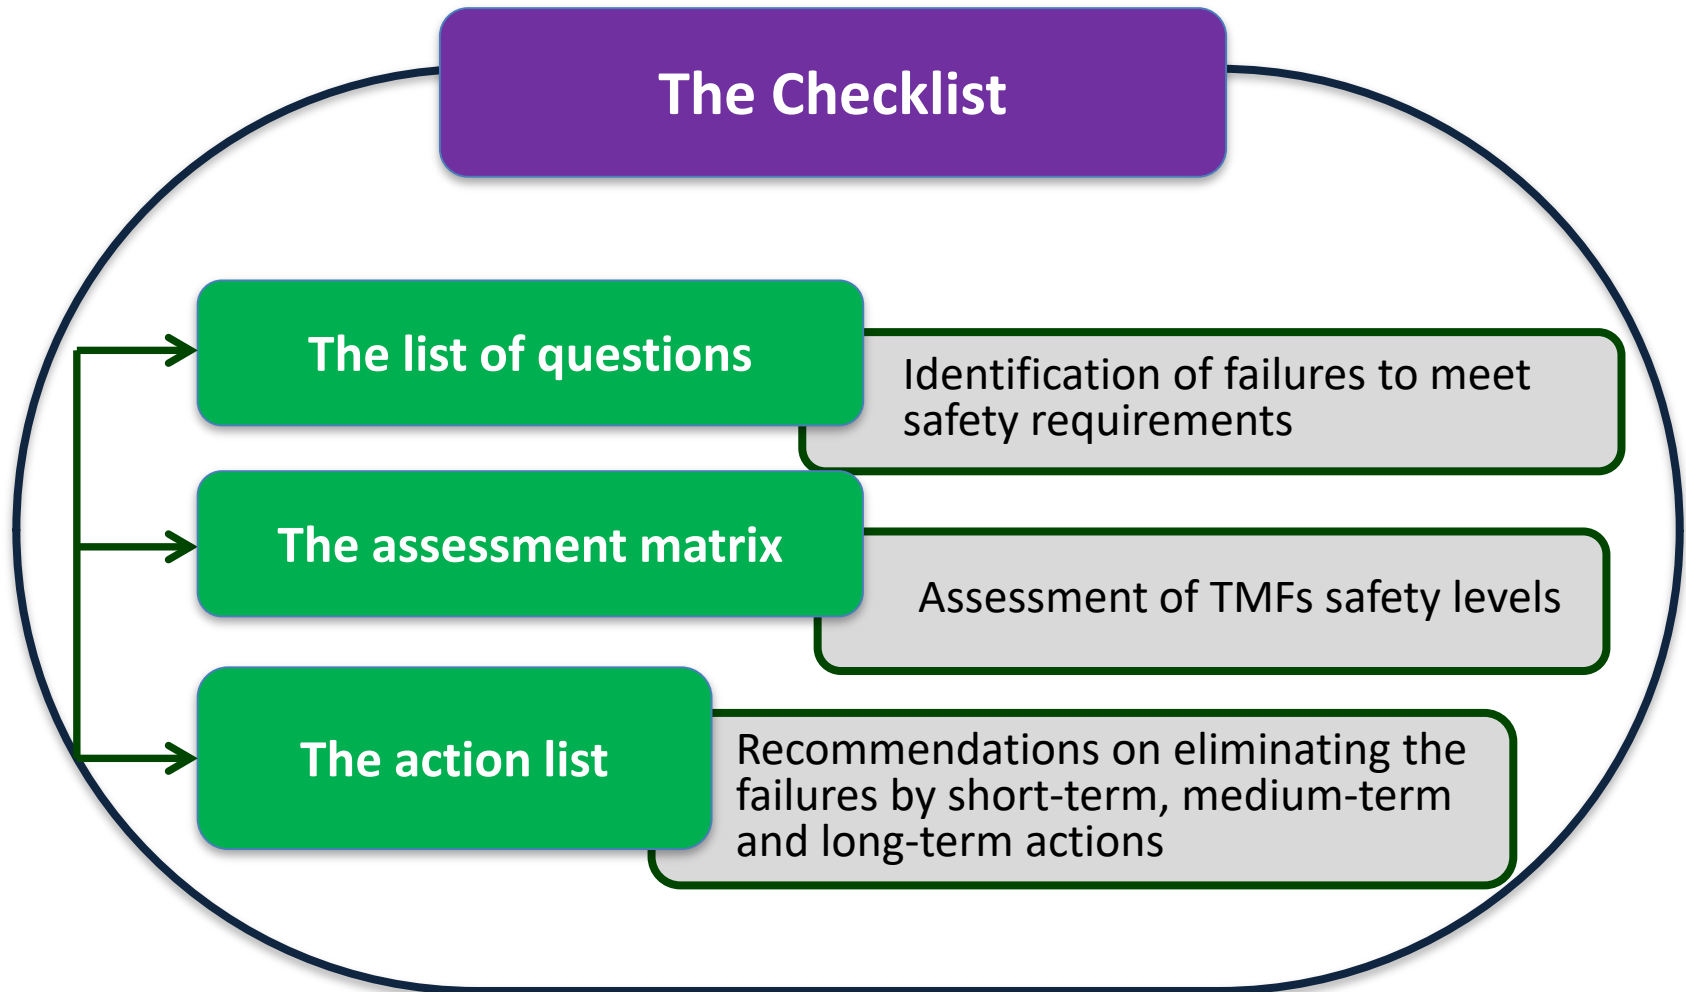 The Checklist
The list of questions
Identification of failures to meet
safety requirements
The assessment matrix
Assessment of TMFs safety levels
The action list
Recommendations on eliminating the
failures by short-term, medium-term
and long-term actions